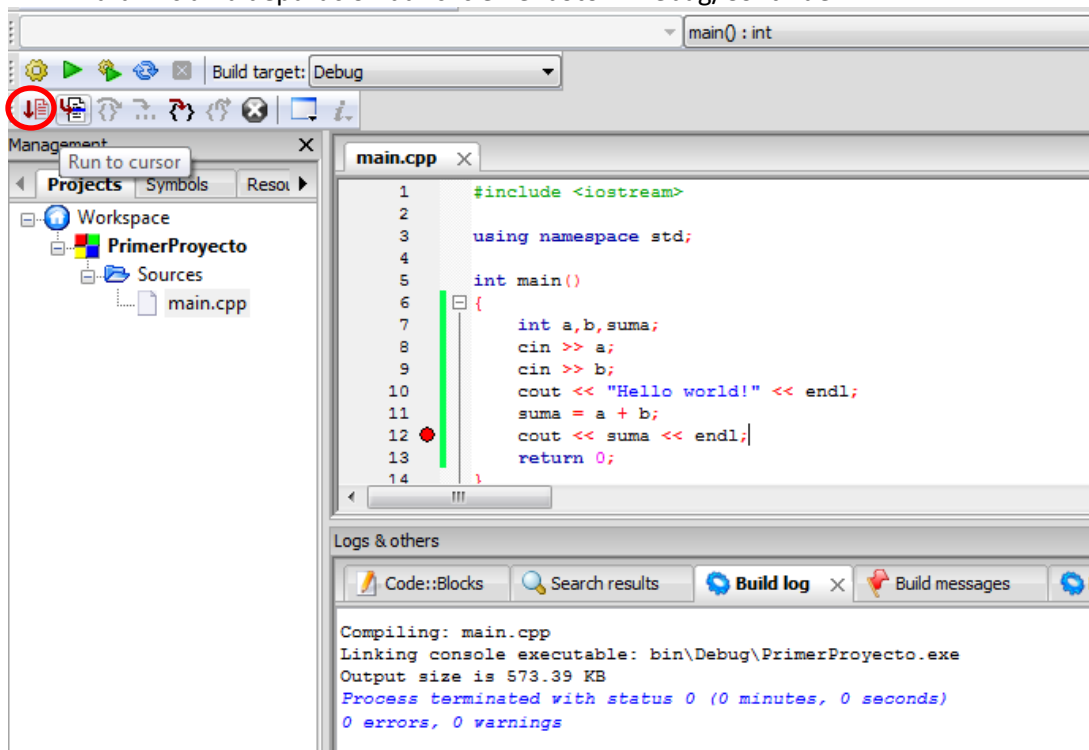 main() : int
Build target: Debug
Management
Run to cursor
Projects Symbols
Workspace
PrimerProyecto
Sources
main.cpp
main.cpp
1 #include <iostream>
2
3 using namespace std;
4
5 int main()
6 {
7 int a,b,suma;
8 cin >> a;
9 cin >> b;
10 cout << "Hello world!" << endl;
11 suma = a + b;
12 cout << suma << endl;
13 return 0;
14 }
Logs & others
Code::Blocks Search results Build log Build messages
Compiling: main.cpp
Linking console executable: bin\Debug\PrimerProyecto.exe
Output size is 573.39 KB
Process terminated with status 0 (0 minutes, 0 seconds)
0 errors, 0 warnings